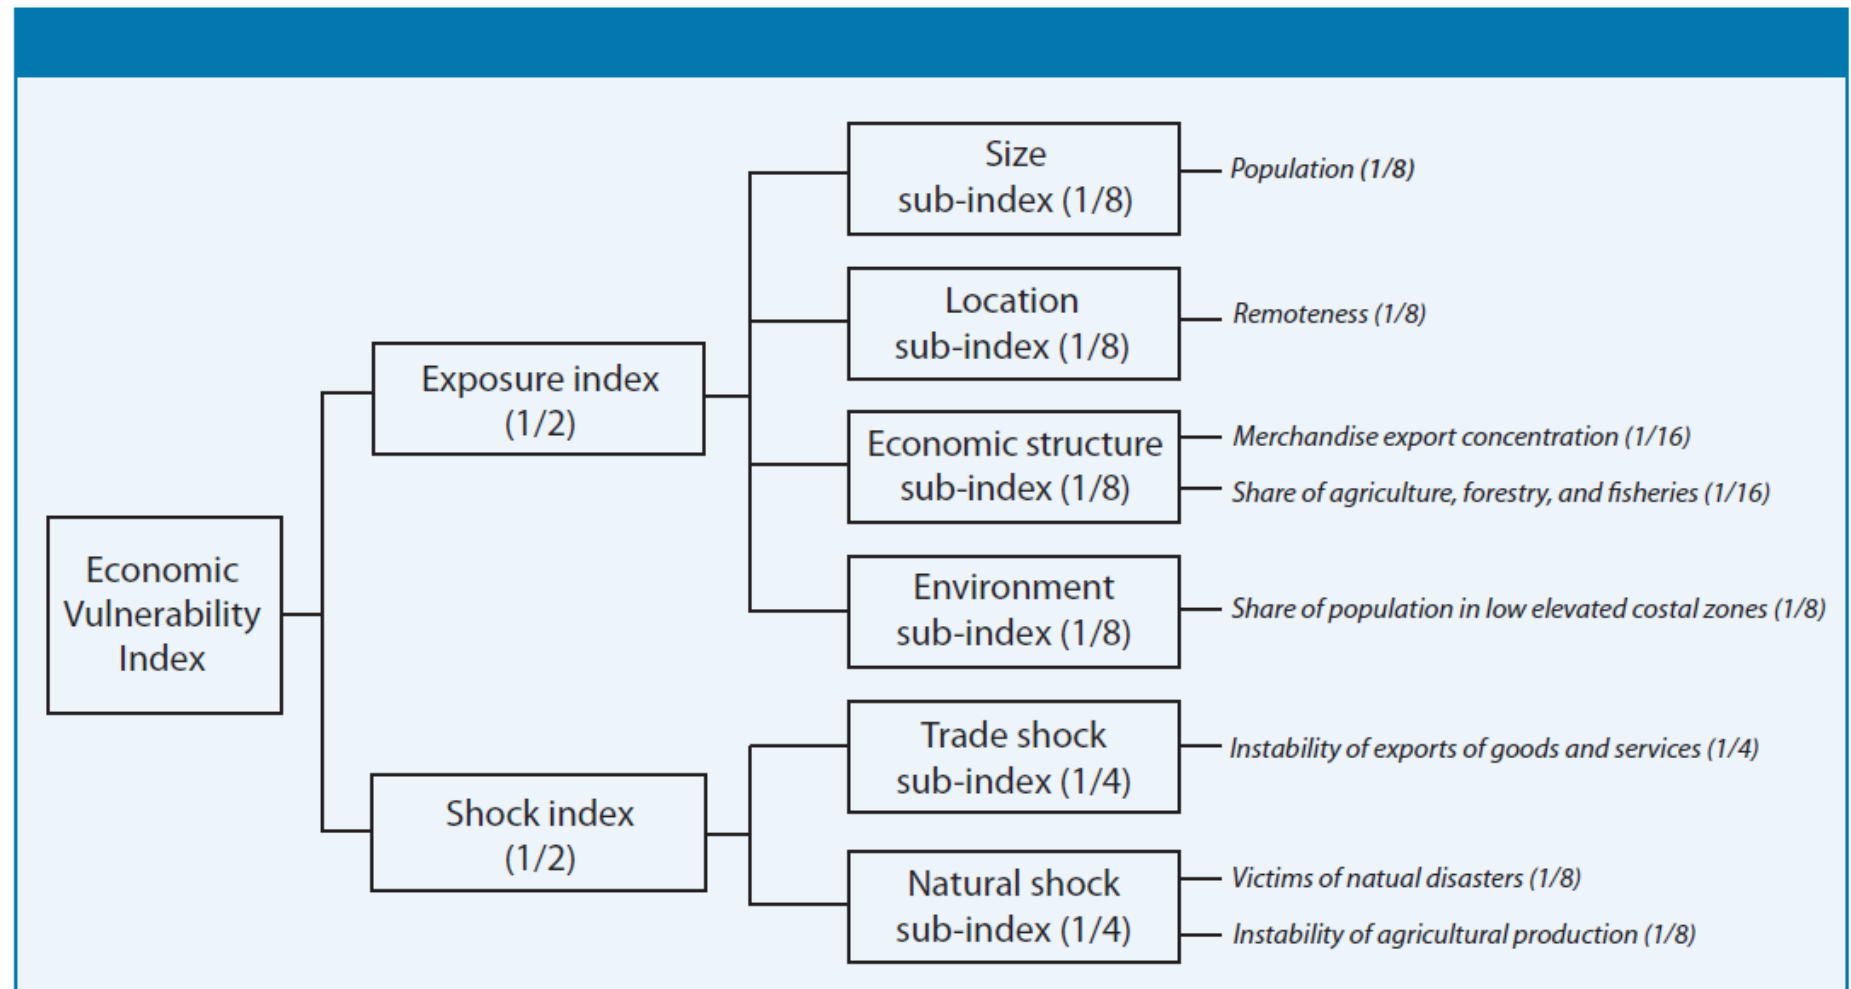 Size
sub-index (1/8)
Population (1/8)
Location
sub-index (1/8)
Remoteness (1/8)
Exposure index
(1/2)
Economic structure
sub-index (1/8)
Merchandise export concentration (1/16)
Share of agriculture, forestry, and fisheries (1/16)
Economic
Vulnerability
Index
Environment
sub-index (1/8)
Share of population in low elevated costal zones (1/8)
Trade shock
sub-index (1/4)
Instability of exports of goods and services (1/4)
Shock index
(1/2)
Natural shock
sub-index (1/4)
Victims of natual disasters (1/8)
Instability of agricultural production (1/8)